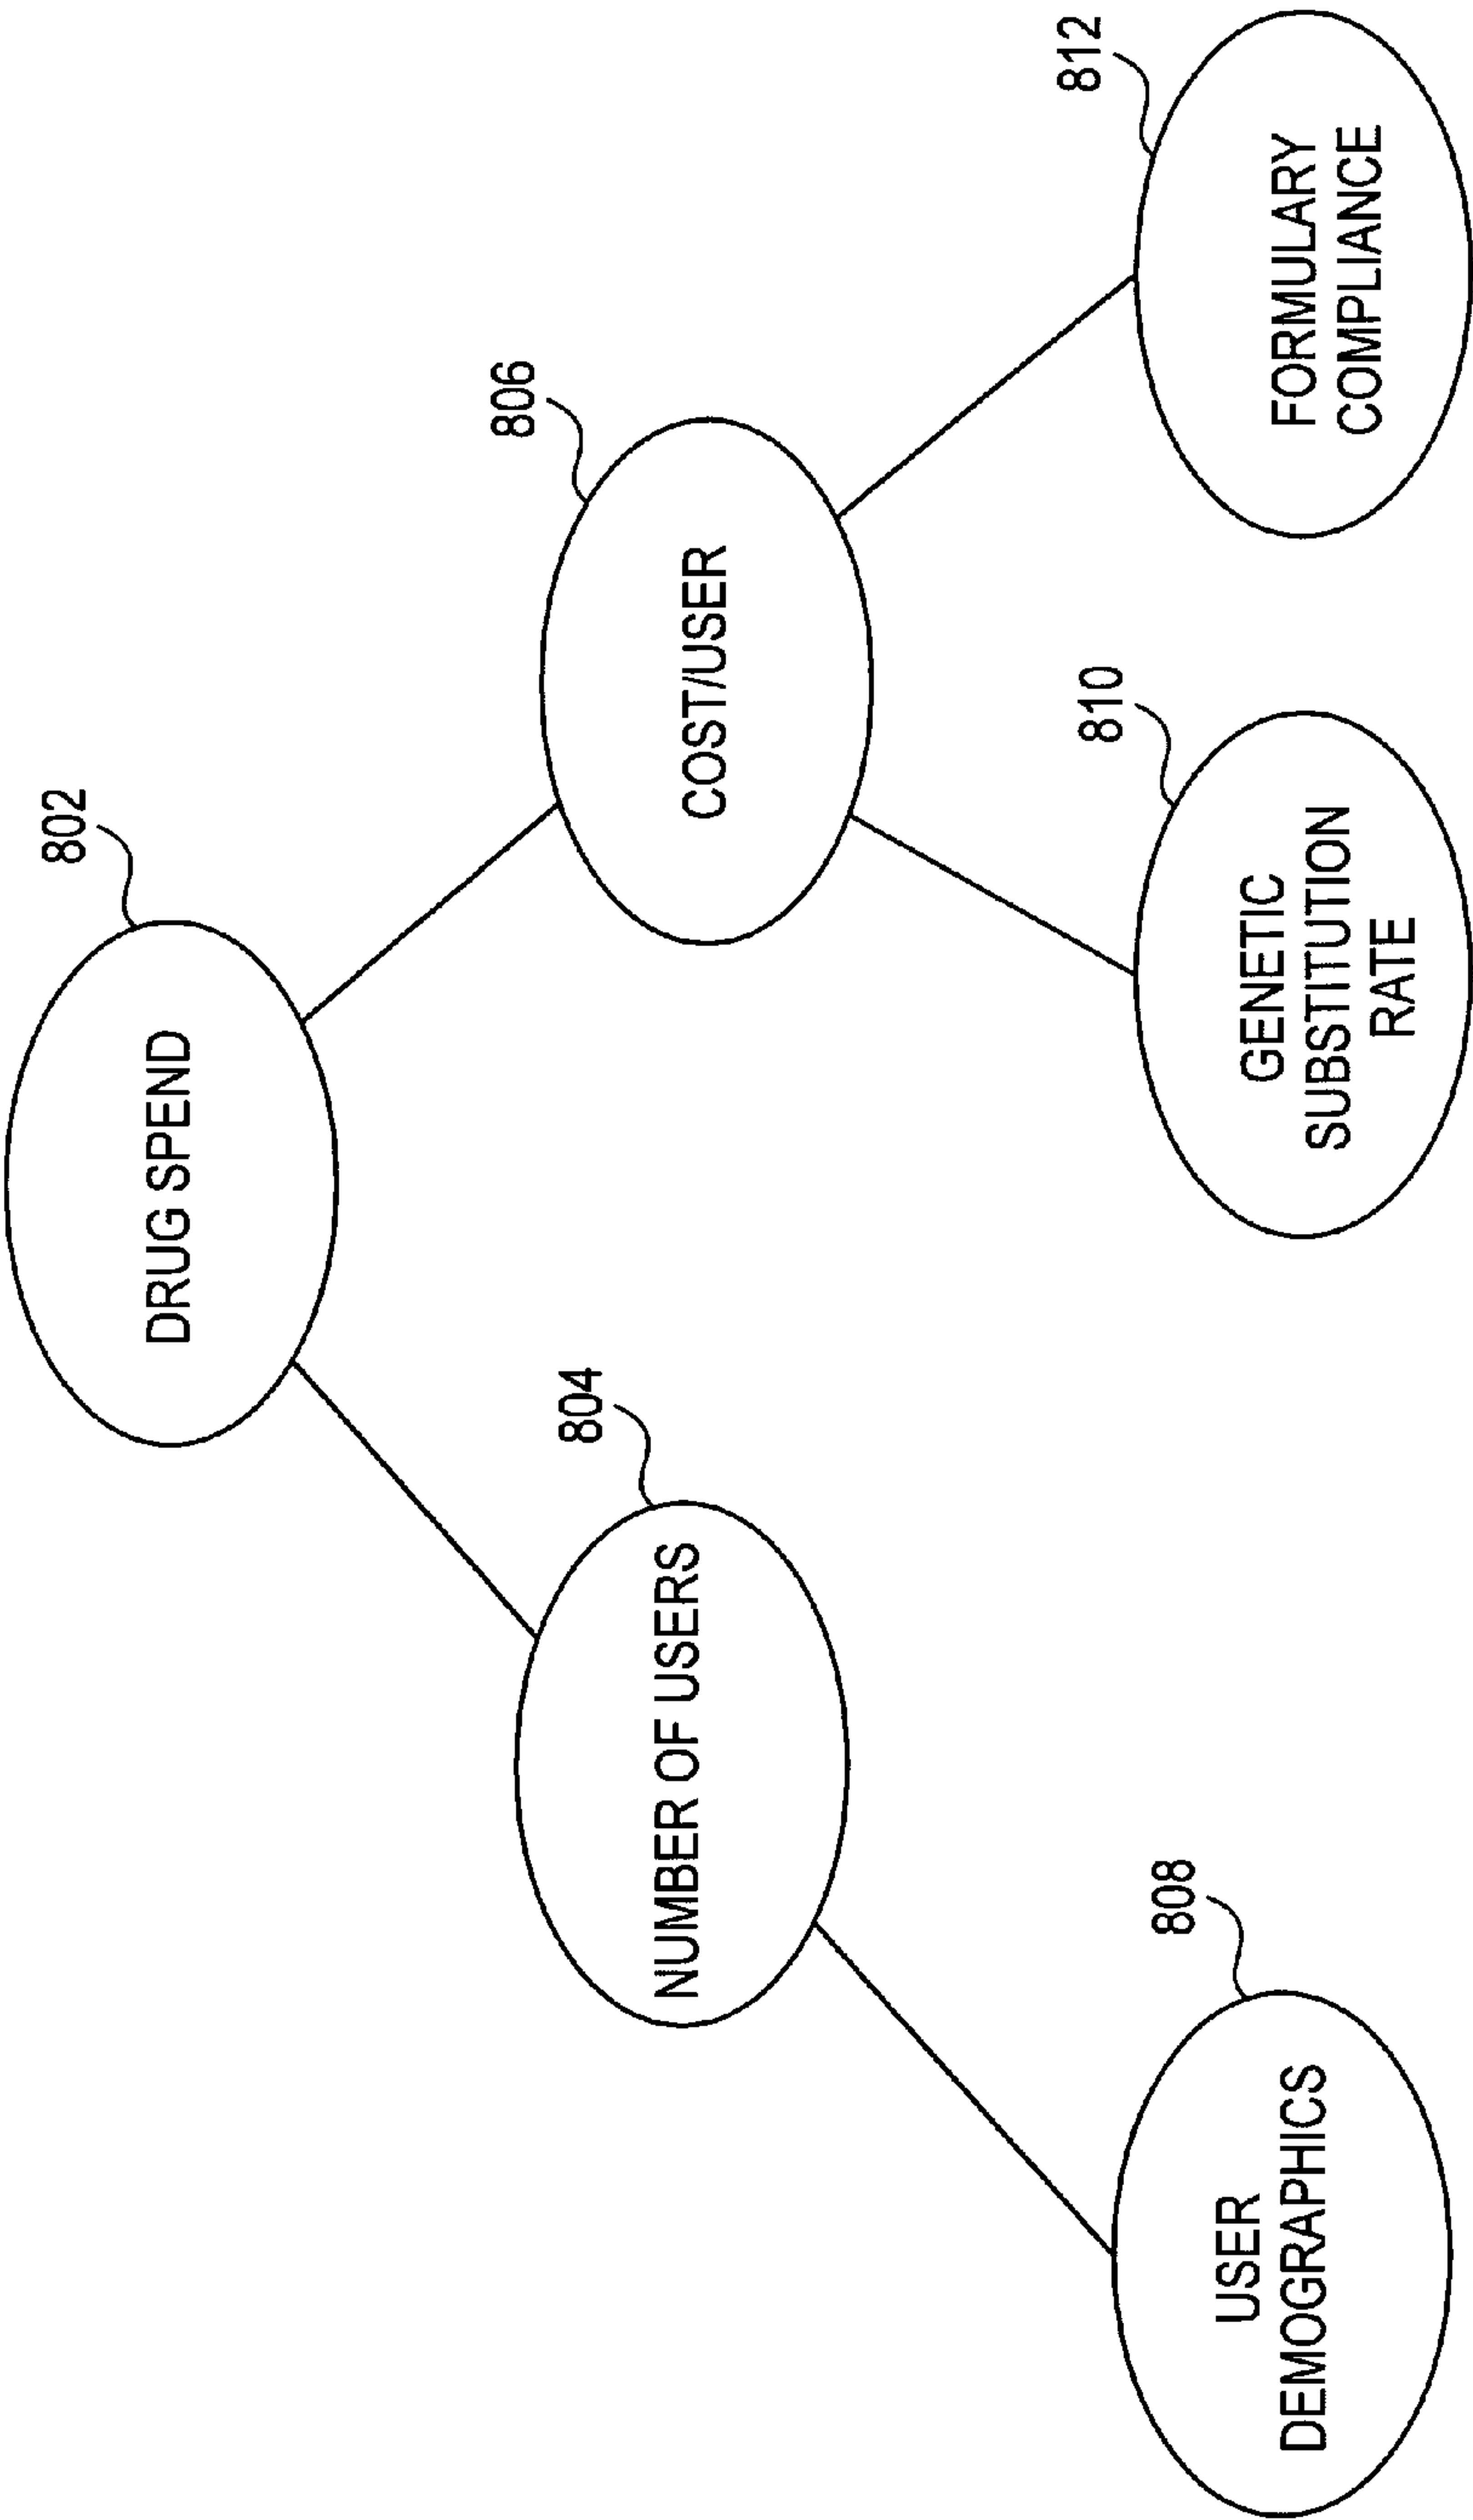 802
DRUG SPEND
804
NUMBER OF USERS
806
COST/USER
808
USER
DEMOGRAPHICS
810
GENETIC
SUBSTITUTION
RATE
812
FORMULARY
COMPLIANCE